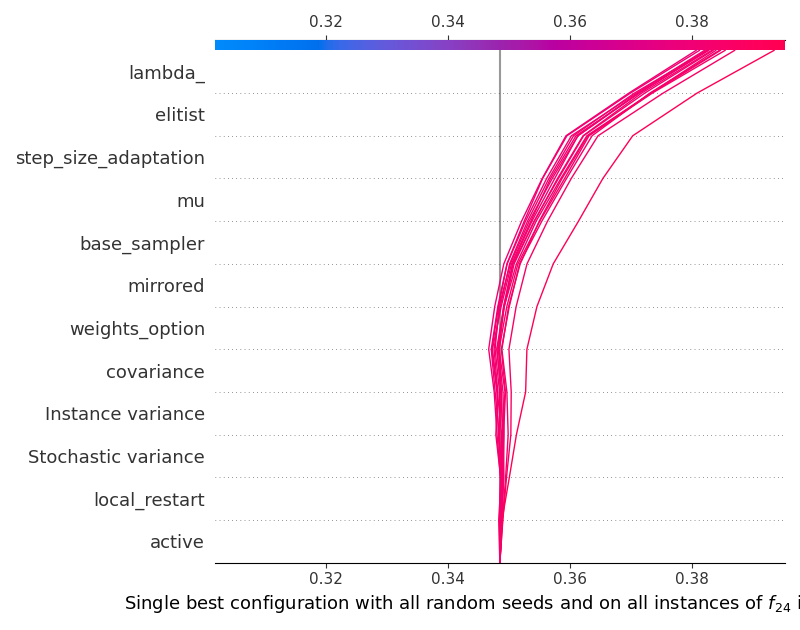 0.32 0.34 0.36 0.38
lambda_
elitist
step_size_adaptation
mu
base_sampler
mirrored
weights_option
covariance
Instance variance
Stochastic variance
local_restart
active
0.32 0.34 0.36 0.38
Single best configuration with all random seeds and on all instances of f24 i